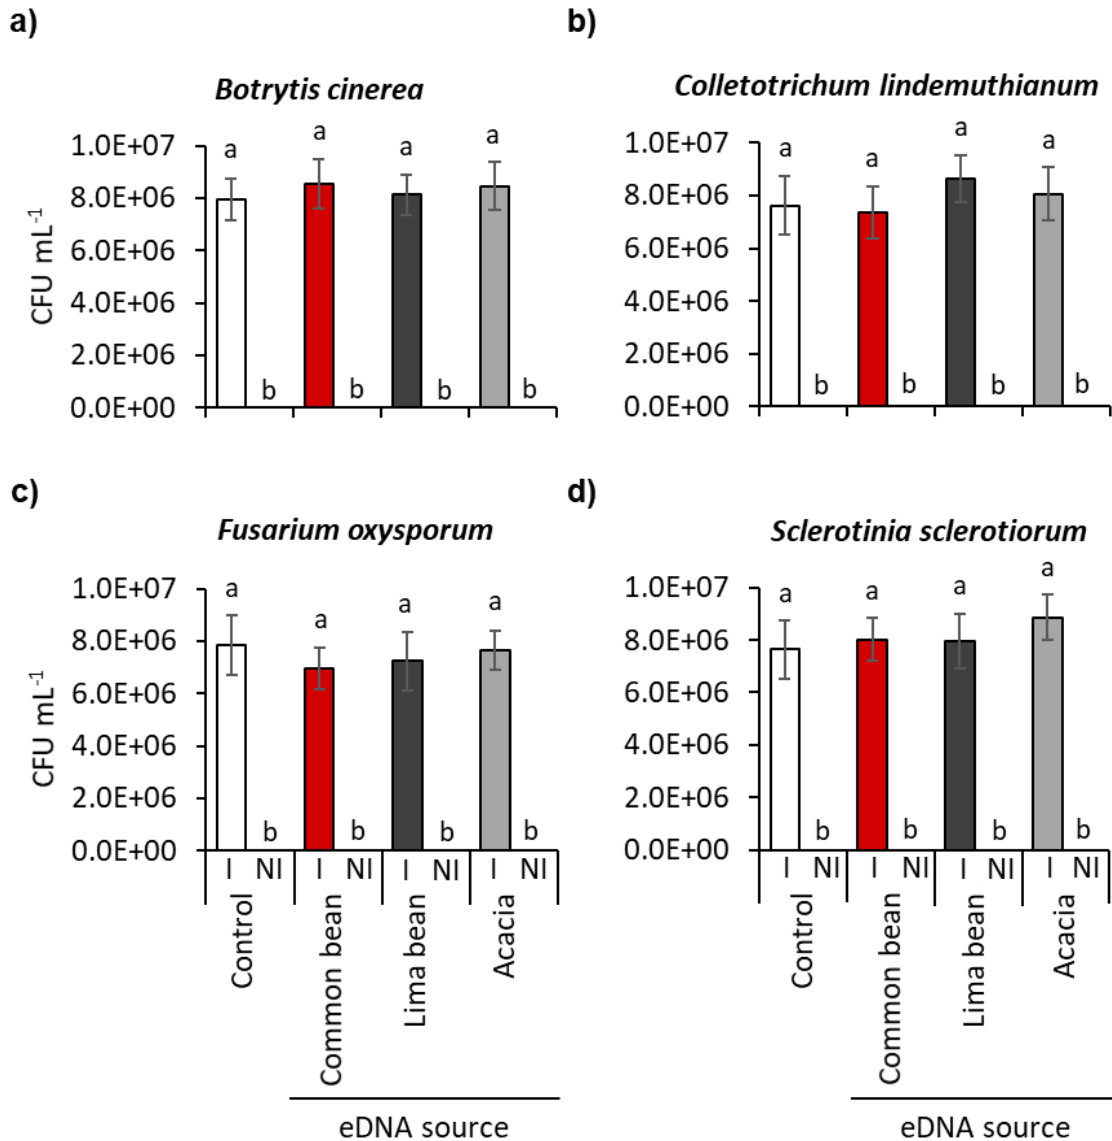 a)
Botrytis cinerea
CFU mL-1
1.0E+07
8.0E+06
6.0E+06
4.0E+06
2.0E+06
0.0E+00
a a a a
b b b b
b)
Colletotrichum lindemuthianum
1.0E+07
8.0E+06
6.0E+06
4.0E+06
2.0E+06
0.0E+00
a a a a
b b b b
c)
Fusarium oxysporum
CFU mL-1
1.0E+07
8.0E+06
6.0E+06
4.0E+06
2.0E+06
0.0E+00
a a a a
b b b b
I NI I NI I NI I NI
Control
Common bean
Lima bean
Acacia
eDNA source
d)
Sclerotinia sclerotiorum
1.0E+07
8.0E+06
6.0E+06
4.0E+06
2.0E+06
0.0E+00
a a a a
b b b b
I NI I NI I NI I NI
Control
Common bean
Lima bean
Acacia
eDNA source